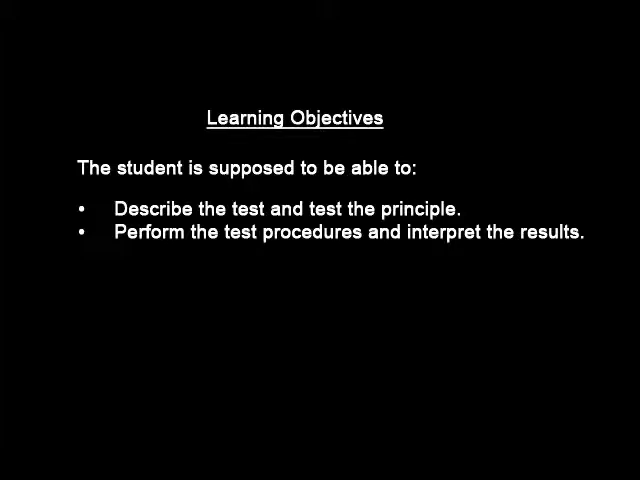 Learning Objectives
The student is supposed to be able to:
• Describe the test and test the principle.
• Perform the test procedures and interpret the results.